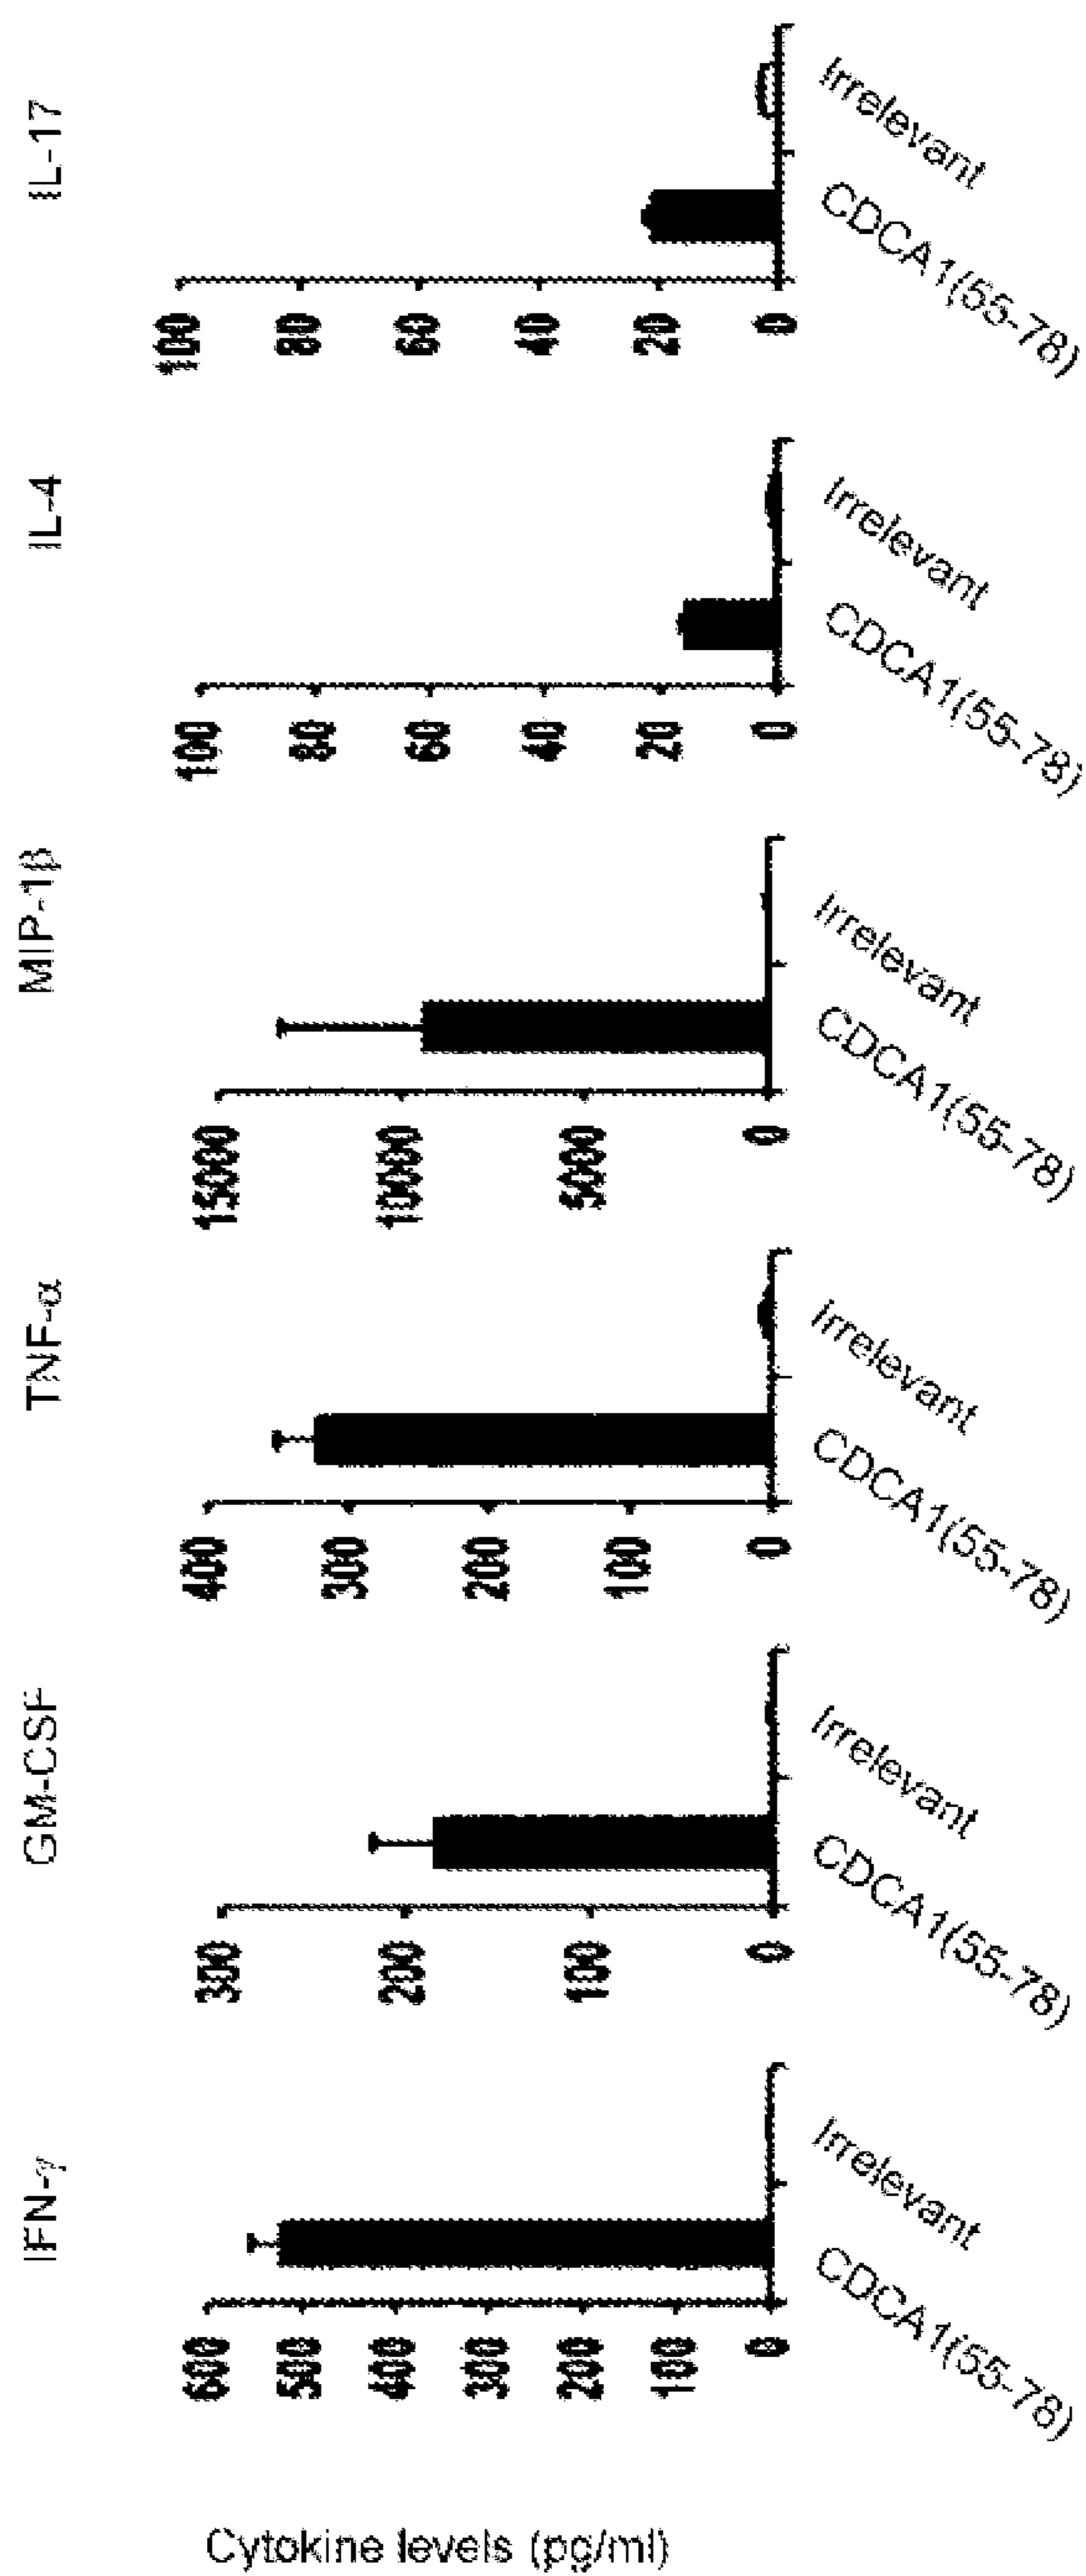 IFN-γ
600
500
400
300
200
100
0
CDCA1(55-78)
Irrelevant
GM-CSF
300
200
100
0
CDCA1(55-78)
Irrelevant
TNF-α
400
300
200
100
0
CDCA1(55-78)
Irrelevant
MIP-1β
15000
10000
5000
0
CDCA1(55-78)
Irrelevant
IL-4
100
80
60
40
20
0
CDCA1(55-78)
Irrelevant
IL-17
100
80
60
40
20
0
CDCA1(55-78)
Irrelevant
Cytokine levels (pg/ml)